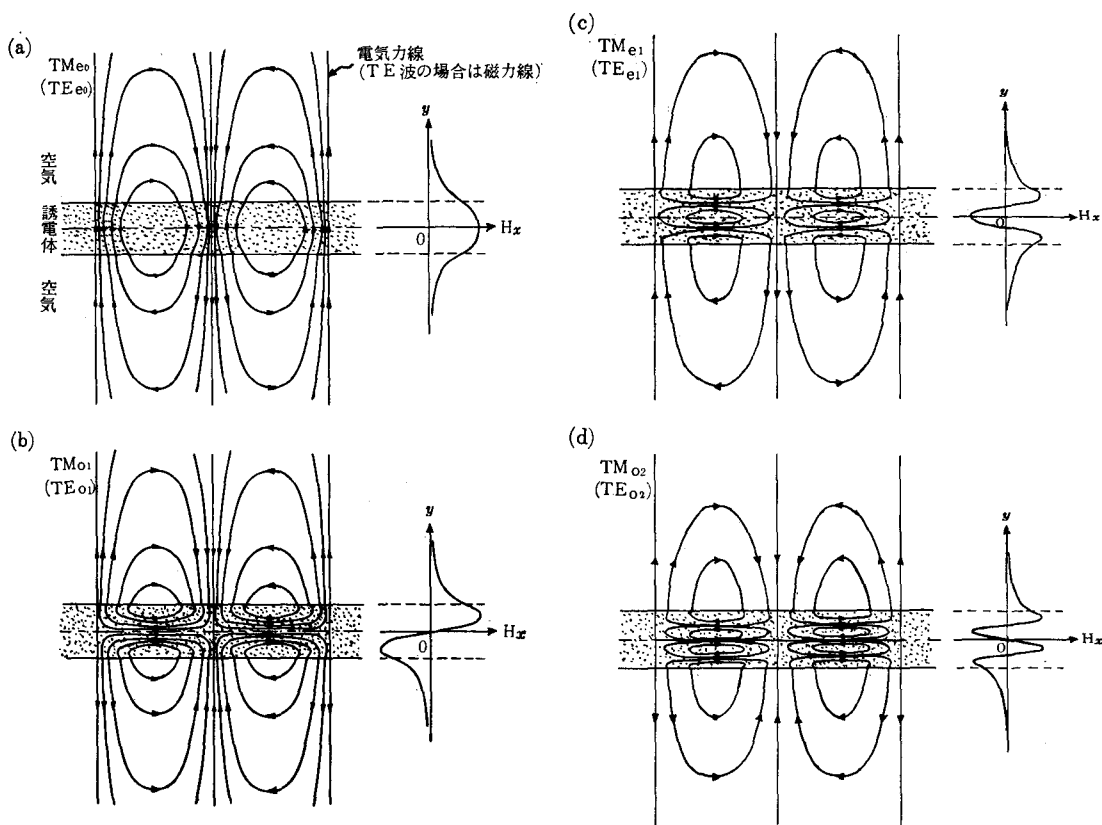 (a)
TMe0
(TEe0)
電気力線
(TE波の場合は磁力線)
空気
誘電体
空気
y
0
Hx
(b)
TMo1
(TEo1)
y
0
Hx
(c)
TMe1
(TEe1)
y
0
Hx
(d)
TMo2
(TEo2)
y
0
Hx